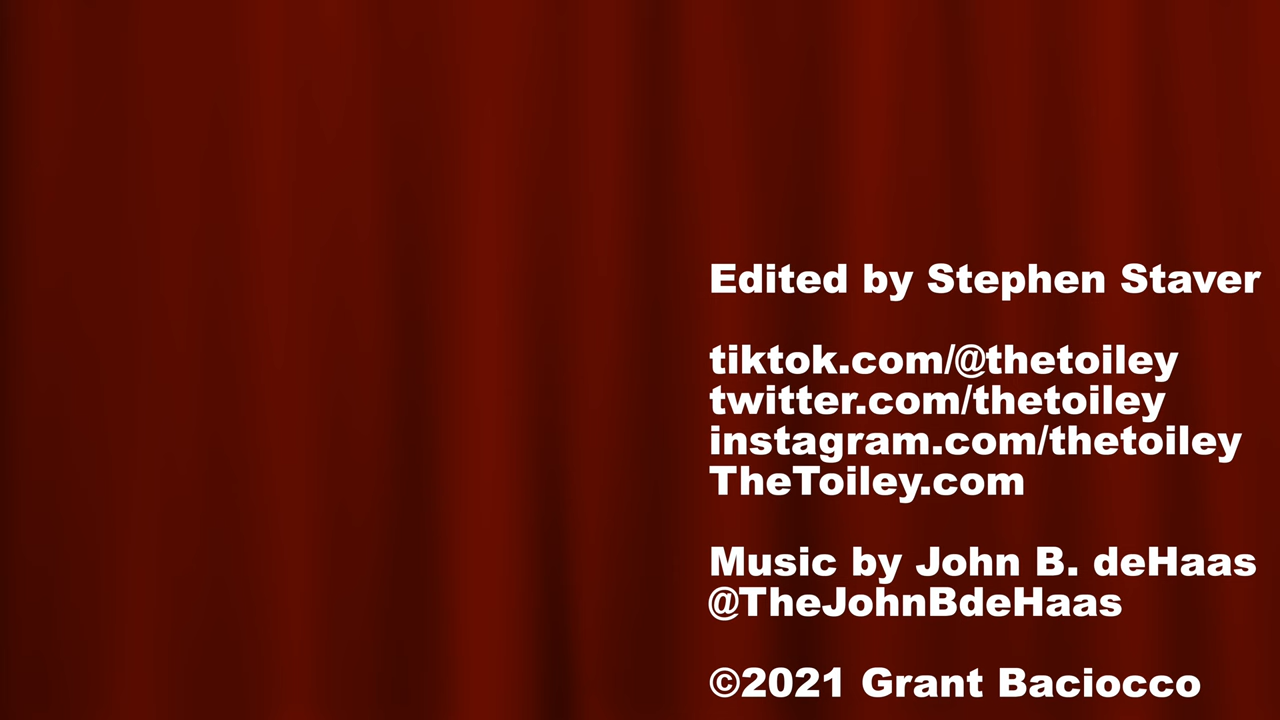 Edited by Stephen Staver
tiktok.com/@thetoiley
twitter.com/thetoiley
instagram.com/thetoiley
TheToiley.com
Music by John B. deHaas
@TheJohnBdeHaas
©2021 Grant Baciocco